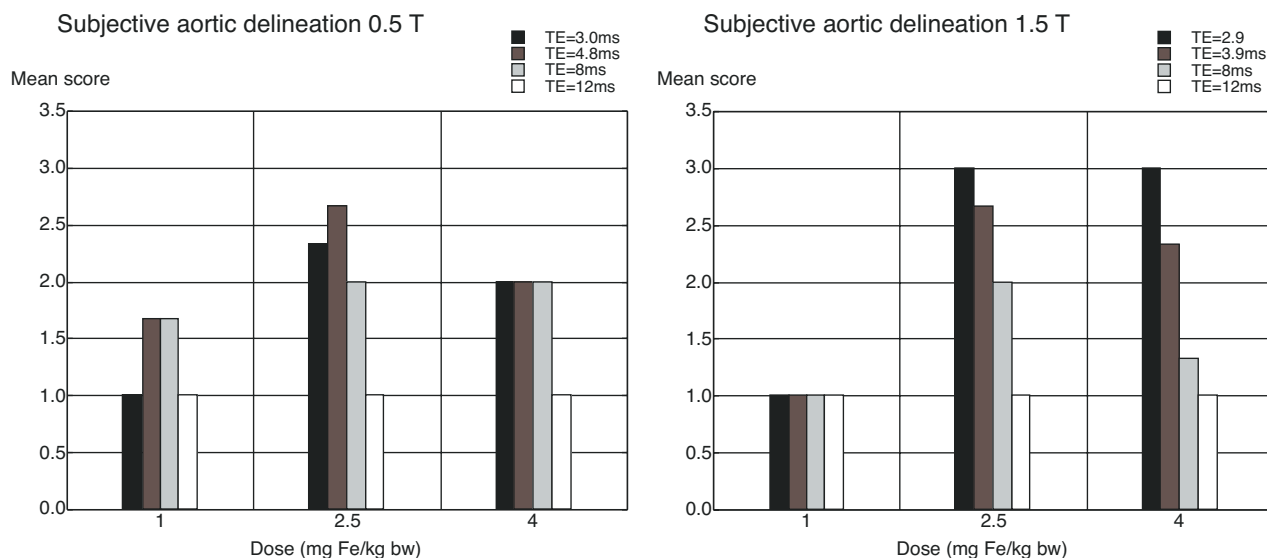 Subjective aortic delineation 0.5 T
TE=3.0ms
TE=4.8ms
TE=8ms
TE=12ms
Mean score
3.5
3.0
2.5
2.0
1.5
1.0
0.5
0.0
1
2.5
4
Dose (mg Fe/kg bw)
Subjective aortic delineation 1.5 T
TE=2.9
TE=3.9ms
TE=8ms
TE=12ms
Mean score
3.5
3.0
2.5
2.0
1.5
1.0
0.5
0.0
1
2.5
4
Dose (mg Fe/kg bw)